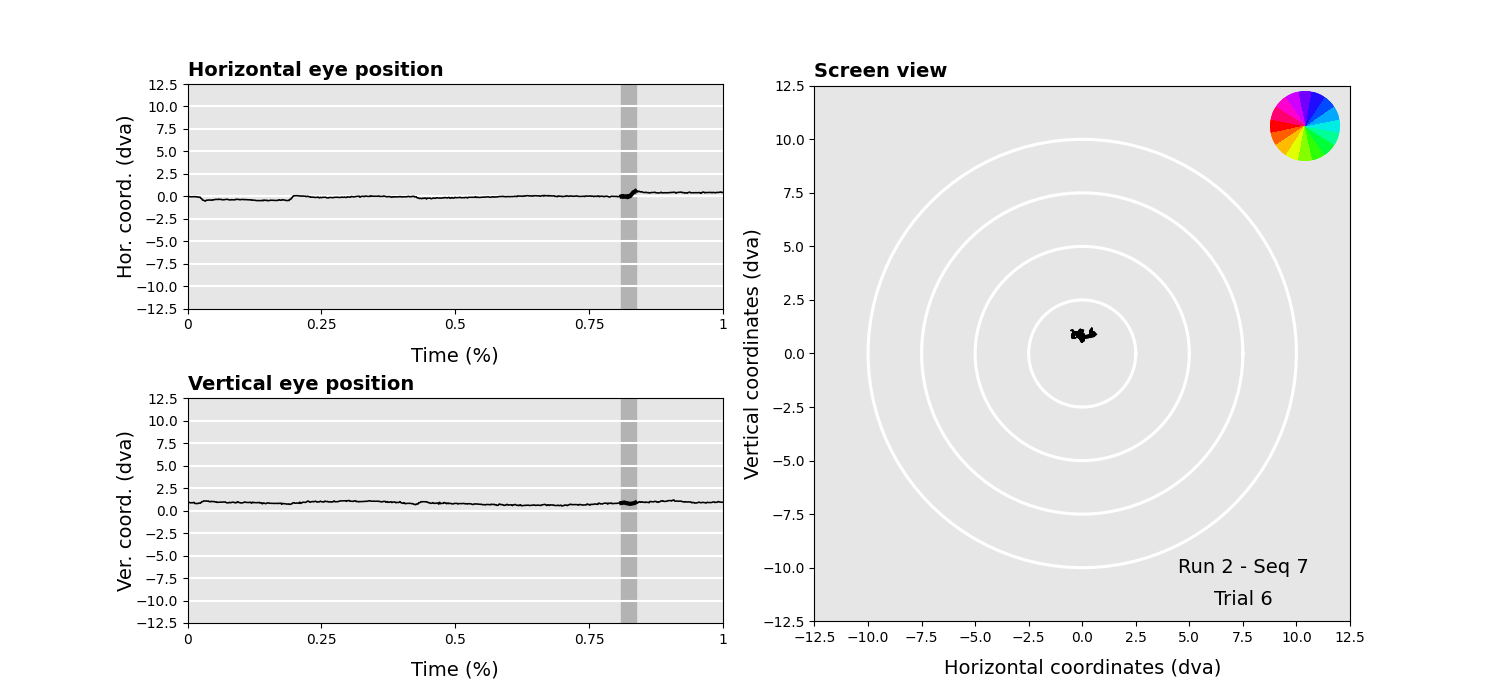 Horizontal eye position
12.5
10.0
7.5
5.0
2.5
0.0
−2.5
−5.0
−7.5
−10.0
−12.5
Hor. coord. (dva)
0 0.25 0.5 0.75 1
Time (%)
Vertical eye position
12.5
10.0
7.5
5.0
2.5
0.0
−2.5
−5.0
−7.5
−10.0
−12.5
Ver. coord. (dva)
0 0.25 0.5 0.75 1
Time (%)
Screen view
12.5
10.0
7.5
5.0
2.5
0.0
−2.5
−5.0
−7.5
−10.0
−12.5
Vertical coordinates (dva)
Run 2 - Seq 7
Trial 6
−12.5 −10.0 −7.5 −5.0 −2.5 0.0 2.5 5.0 7.5 10.0 12.5
Horizontal coordinates (dva)